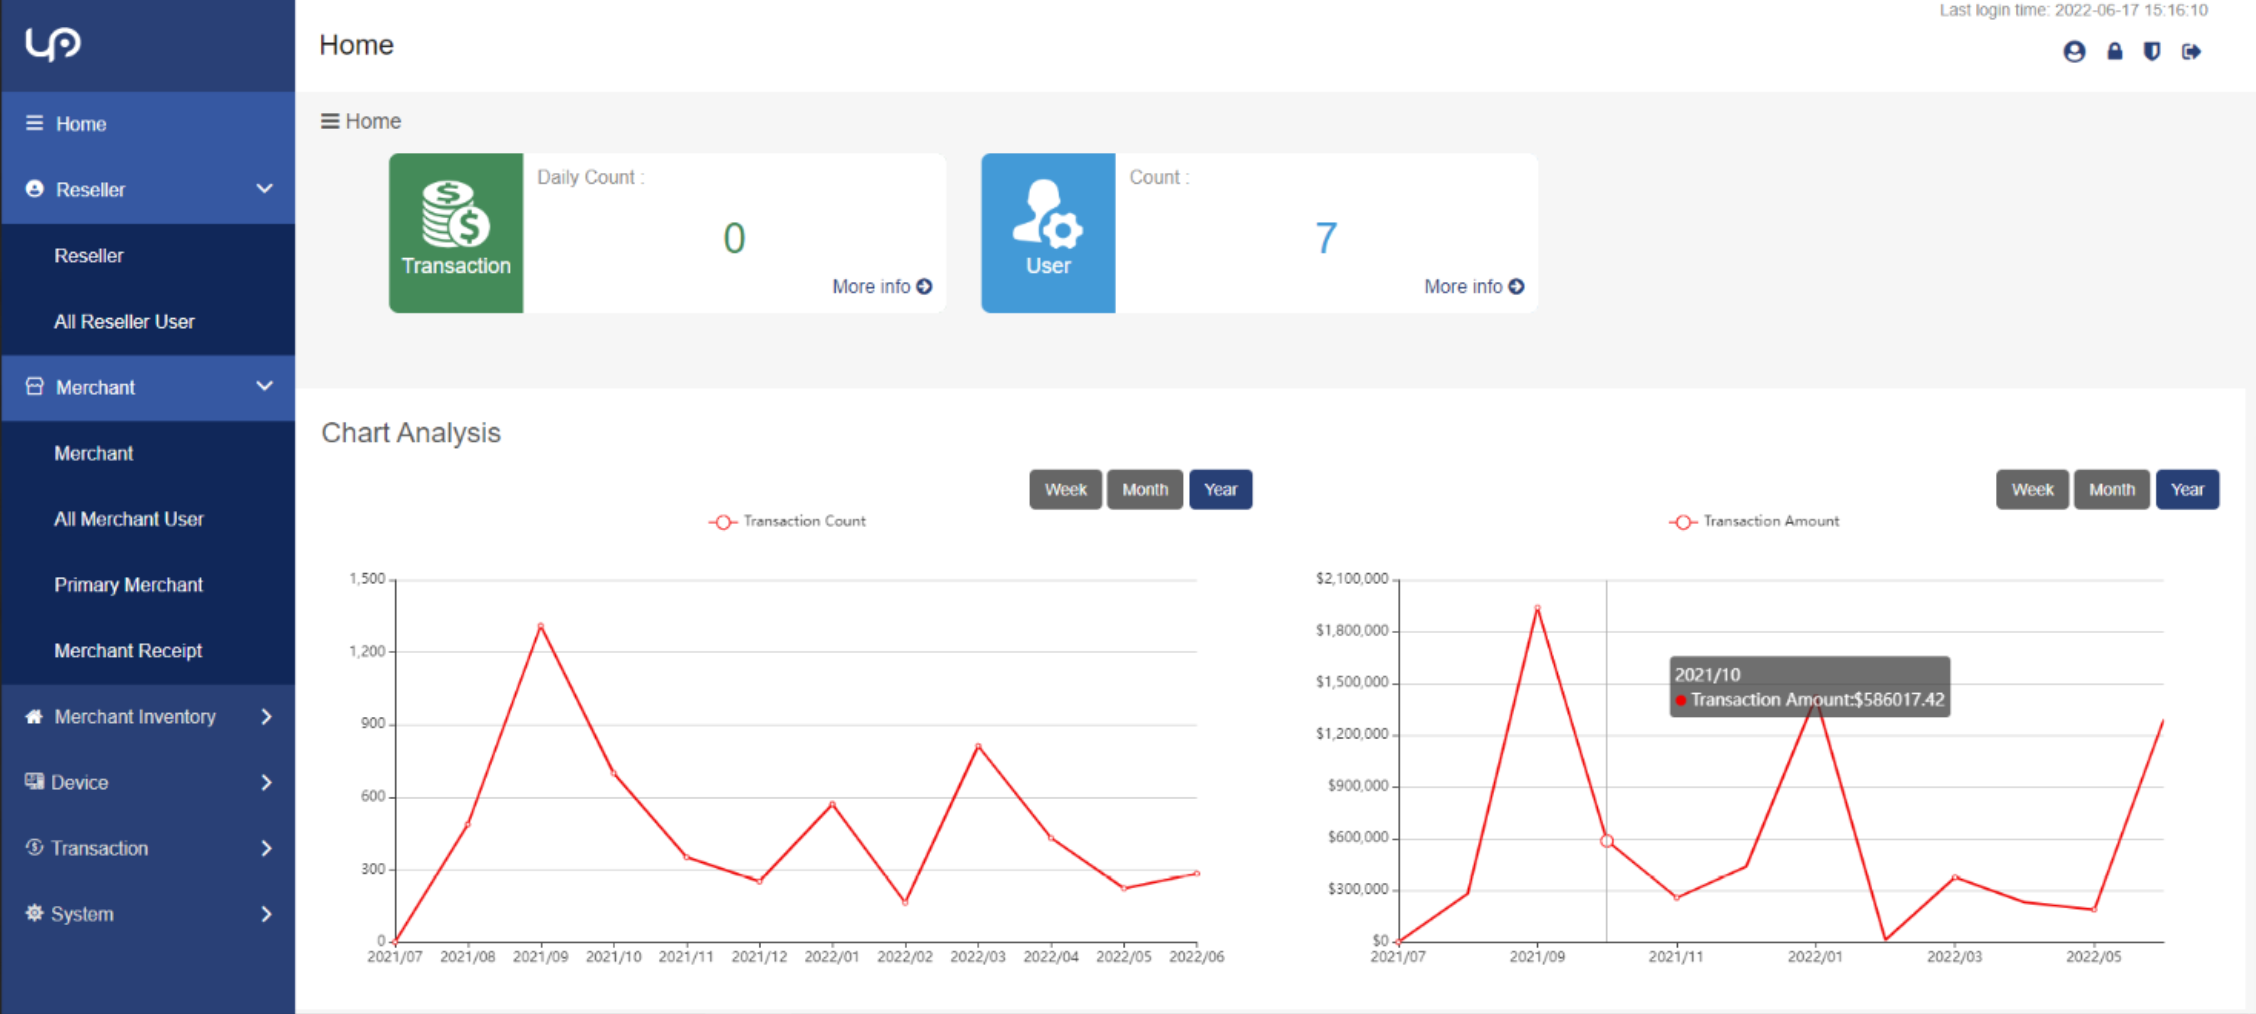 Last login time: 2022-06-17 15:16:10
up
Home
Home
Reseller
Reseller
All Reseller User
Merchant
Merchant
All Merchant User
Primary Merchant
Merchant Receipt
Merchant Inventory
Device
Transaction
System
Home
Transaction
Daily Count :
0
More info
User
Count :
7
More info
Chart Analysis
Week Month Year
Transaction Count
1,500
1,200
900
600
300
0
2021/07 2021/08 2021/09 2021/10 2021/11 2021/12 2022/01 2022/02 2022/03 2022/04 2022/05 2022/06
Week Month Year
Transaction Amount
$2,100,000
$1,800,000
$1,500,000
$1,200,000
$900,000
$600,000
$300,000
$0
2021/10
Transaction Amount:$586017.42
2021/07 2021/09 2021/11 2022/01 2022/03 2022/05